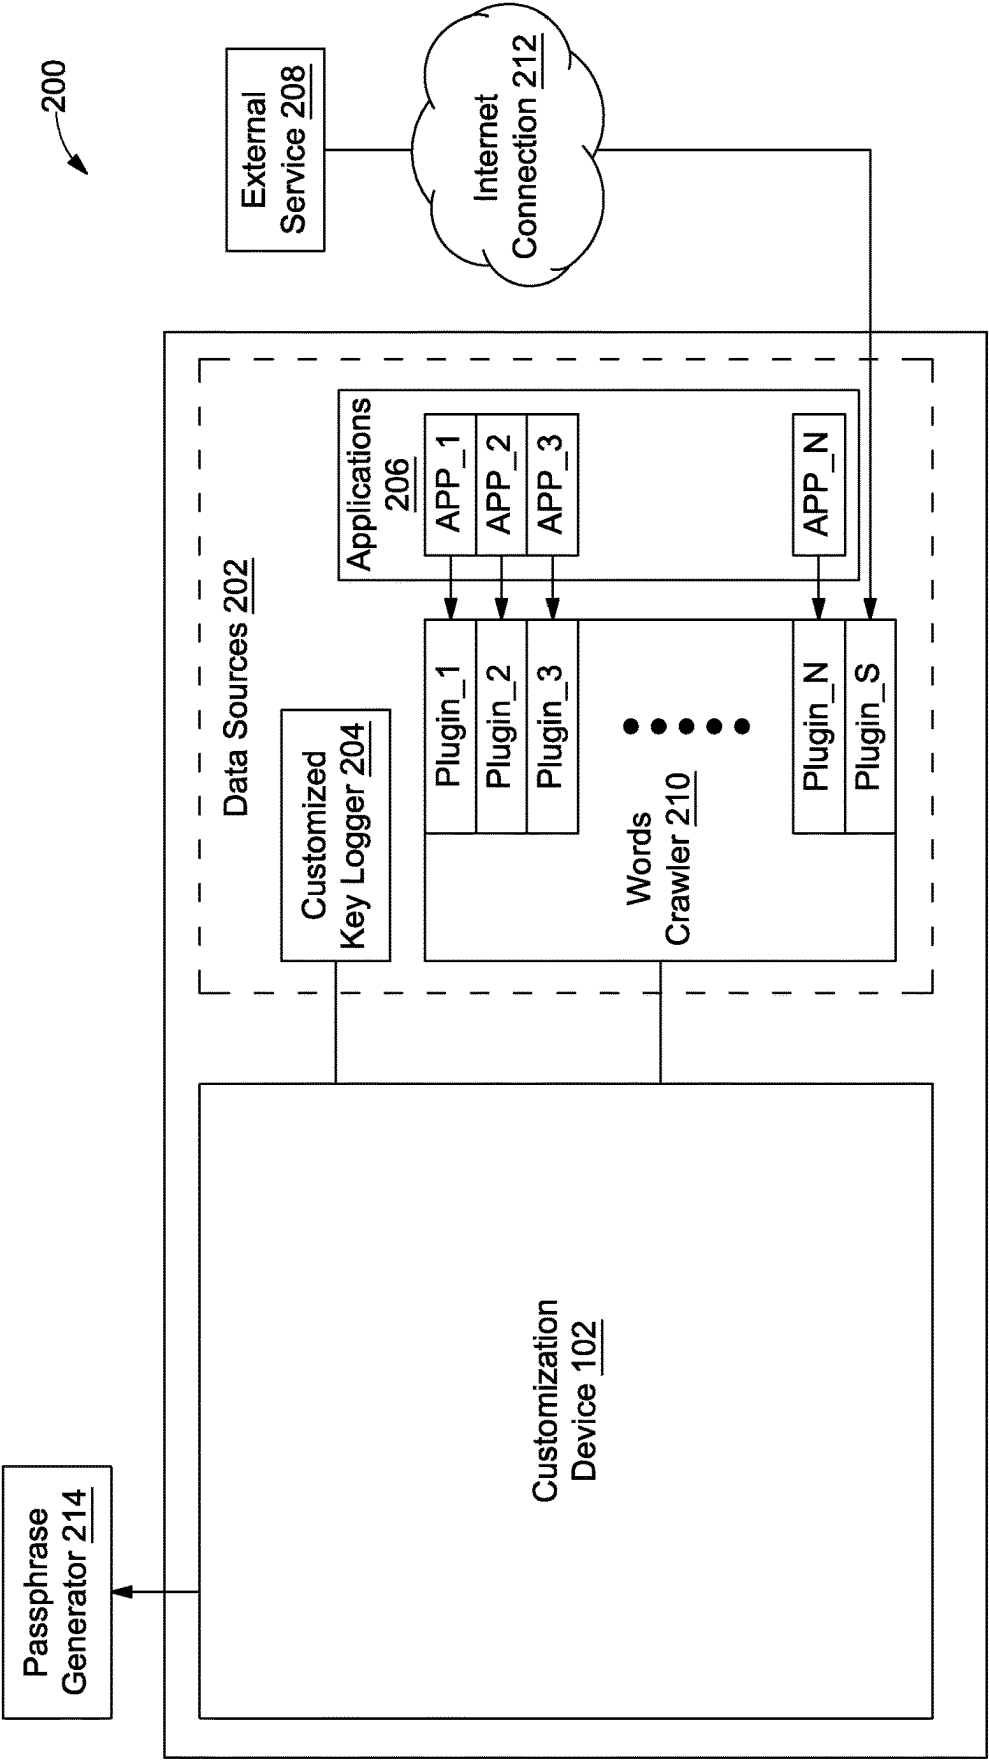 200
Passphrase
Generator 214
Customization
Device 102
Data Sources 202
Customized
Key Logger 204
Words
Crawler 210
Plugin_1
Plugin_2
Plugin_3
Plugin_N
Plugin_S
Applications
206
APP_1
APP_2
APP_3
APP_N
External
Service 208
Internet
Connection 212